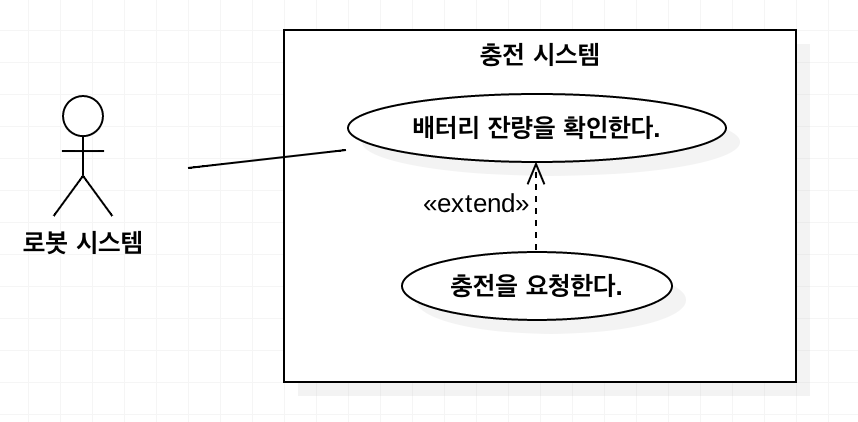 충전 시스템
배터리 잔량을 확인한다.
«extend»
로봇 시스템
충전을 요청한다.